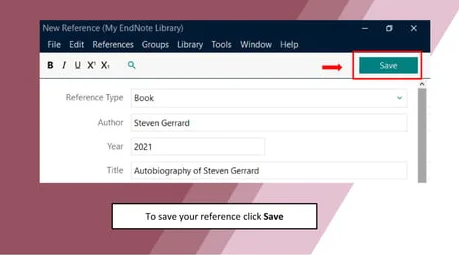 New Reference (My EndNote Library)
File Edit References Groups Library Tools Window Help
B I U X¹ X₁ Save
Reference Type Book
Author Steven Gerrard
Year 2021
Title Autobiography of Steven Gerrard
To save your reference click Save